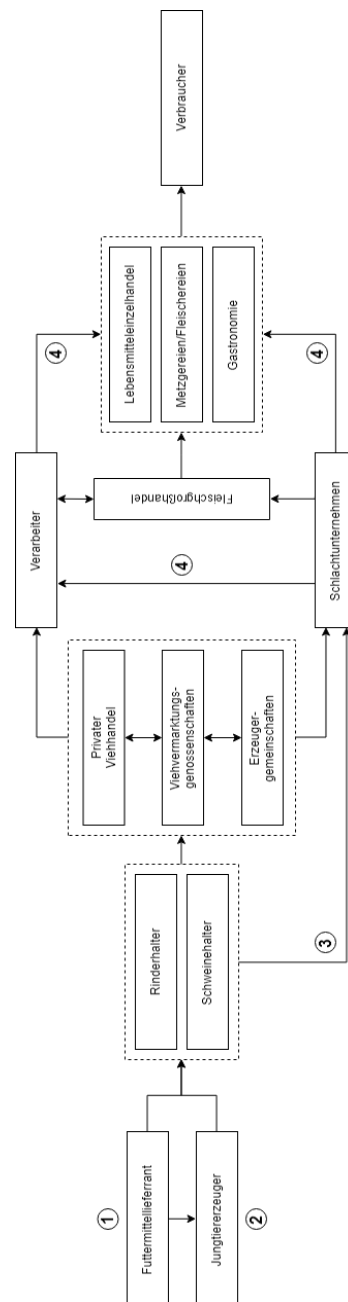 ①
Futtermittellieferrant
Jungtiererzeuger
②
Rinderhalter
Schweinehalter
③
Privater
Viehhandel
Viehvermarktungs-
genossenschaften
Erzeuger-
gemeinschaften
Verarbeiter
④
Fleischgroßhandel
Schlachtunternehmen
④
Lebensmitteleinzelhandel
Metzgereien/Fleischereien
Gastronomie
④
Verbraucher